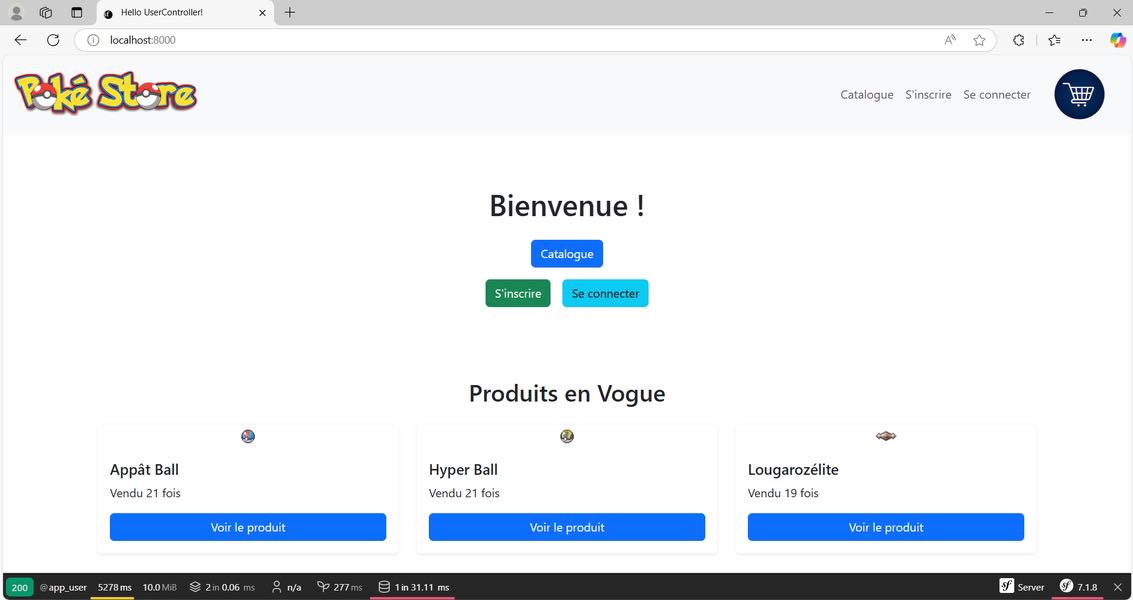 Hello UserController!
localhost:8000
Poké Store
Catalogue S'inscrire Se connecter
Bienvenue !
Catalogue
S'inscrire Se connecter
Produits en Vogue
Appât Ball Hyper Ball Lougarozélite
Vendu 21 fois Vendu 21 fois Vendu 19 fois
Voir le produit Voir le produit Voir le produit
200 @app_user 5278 ms 10.0 MiB 2 in 0.06 ms n/a 277 ms 1 in 31.11 ms sf Server sf 7.1.8